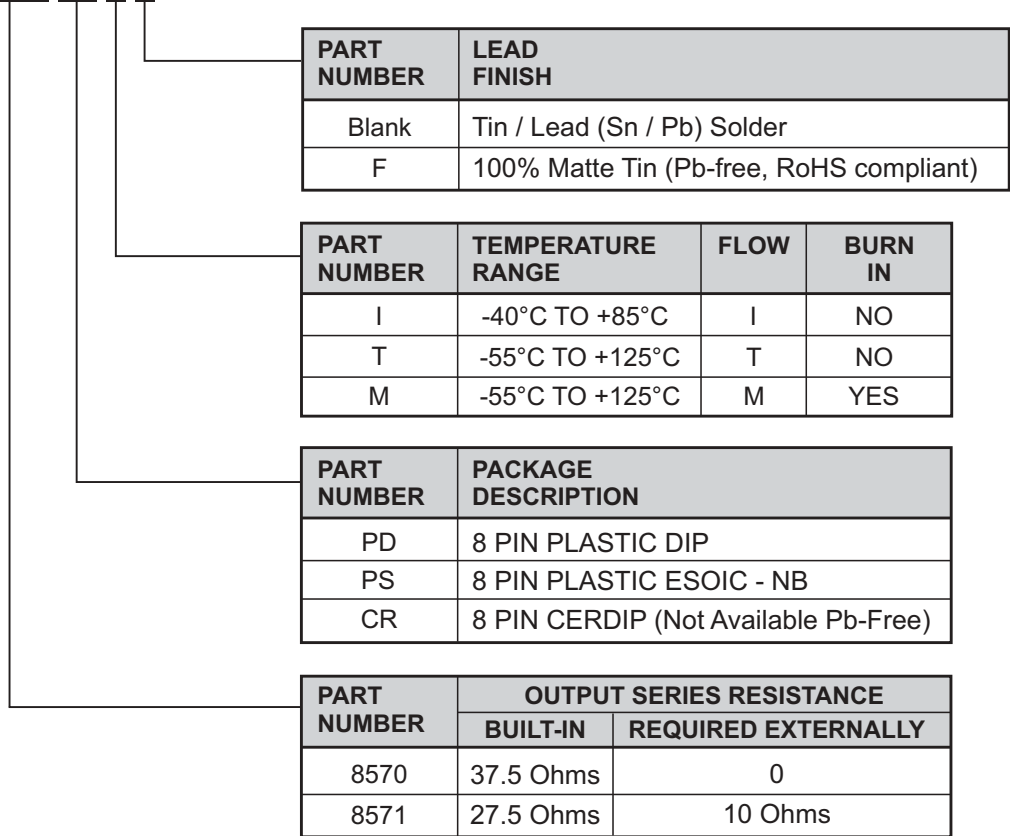 PART NUMBER LEAD FINISH
Blank Tin / Lead (Sn / Pb) Solder
F 100% Matte Tin (Pb-free, RoHS compliant)
PART NUMBER TEMPERATURE RANGE FLOW BURN IN
I -40°C TO +85°C I NO
T -55°C TO +125°C T NO
M -55°C TO +125°C M YES
PART NUMBER PACKAGE DESCRIPTION
PD 8 PIN PLASTIC DIP
PS 8 PIN PLASTIC ESOIC - NB
CR 8 PIN CERDIP (Not Available Pb-Free)
PART NUMBER OUTPUT SERIES RESISTANCE
BUILT-IN REQUIRED EXTERNALLY
8570 37.5 Ohms 0
8571 27.5 Ohms 10 Ohms